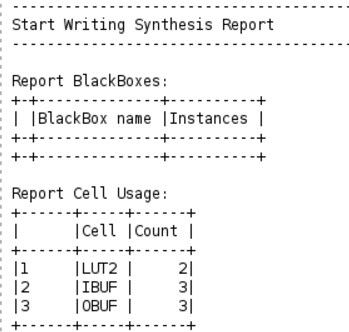 ---------------------------------------------------------------------------------
Start Writing Synthesis Report
---------------------------------------------------------------------------------
Report BlackBoxes:
+-+--------------+----------+
| |BlackBox name |Instances |
+-+--------------+----------+
+-+--------------+----------+
Report Cell Usage:
+------+-----+------+
|      |Cell |Count |
+------+-----+------+
|1     |LUT2 |     2|
|2     |IBUF |     3|
|3     |OBUF |     3|
+------+-----+------+